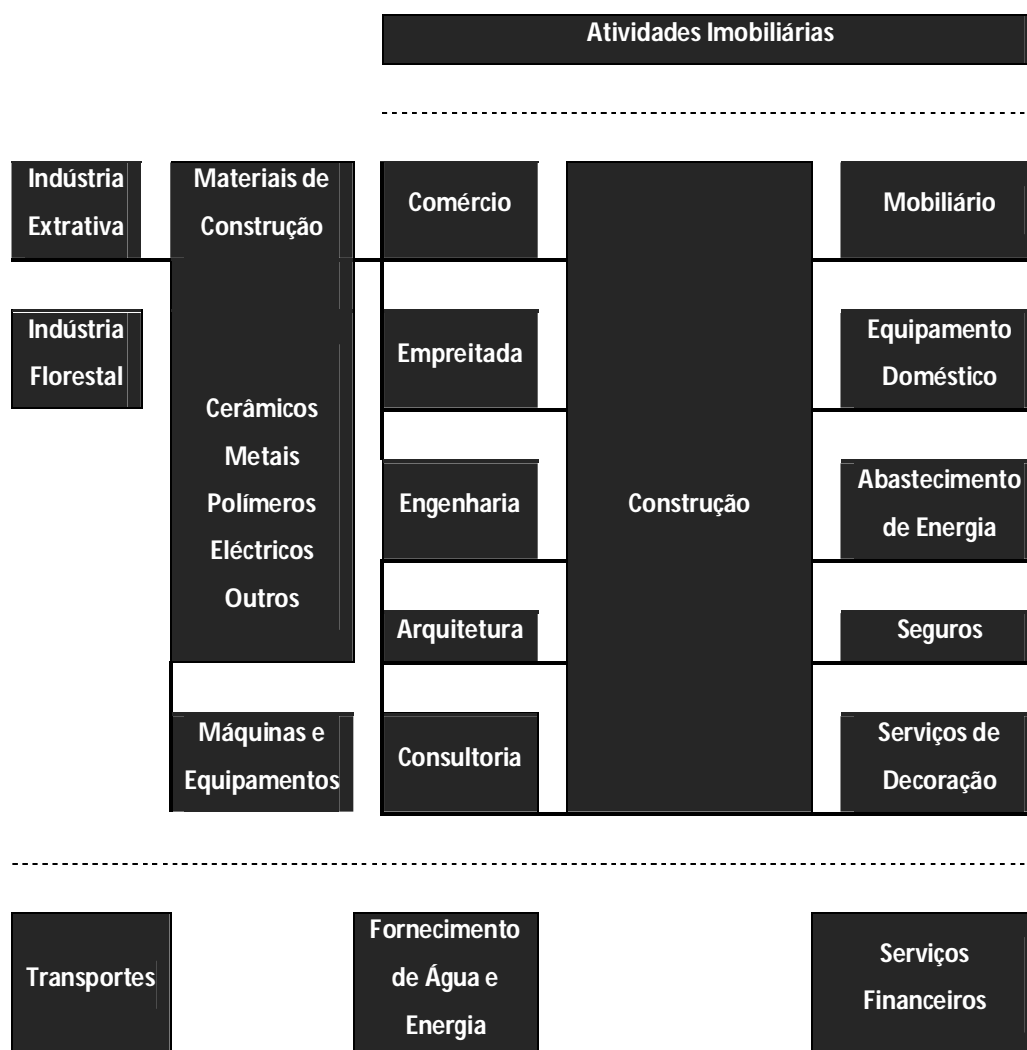 Atividades Imobiliárias
Indústria
Extrativa
Materiais de
Construção
Comércio
Mobiliário
Indústria
Florestal
Empreitada
Equipamento
Doméstico
Cerâmicos
Metais
Polímeros
Eléctricos
Outros
Engenharia
Construção
Abastecimento
de Energia
Arquitetura
Seguros
Máquinas e
Equipamentos
Consultoria
Serviços de
Decoração
Transportes
Fornecimento
de Água e
Energia
Serviços
Financeiros